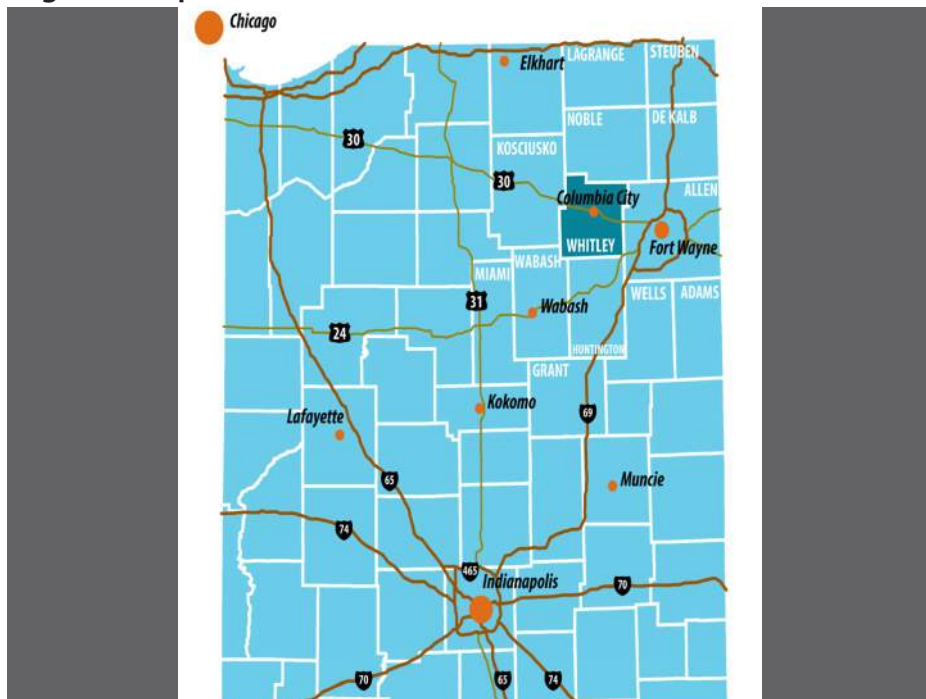 Chicago
Elkhart
LAGRANGE
STEUBEN
NOBLE
DE KALB
30
KOSCIUSKO
30
ALLEN
Columbia City
WHITLEY
Fort Wayne
MIAMI
WABASH
31
Wabash
WELLS
ADAMS
24
HUNTINGTON
GRANT
Kokomo
Lafayette
69
65
Muncie
74
465
Indianapolis
70
70
65
74